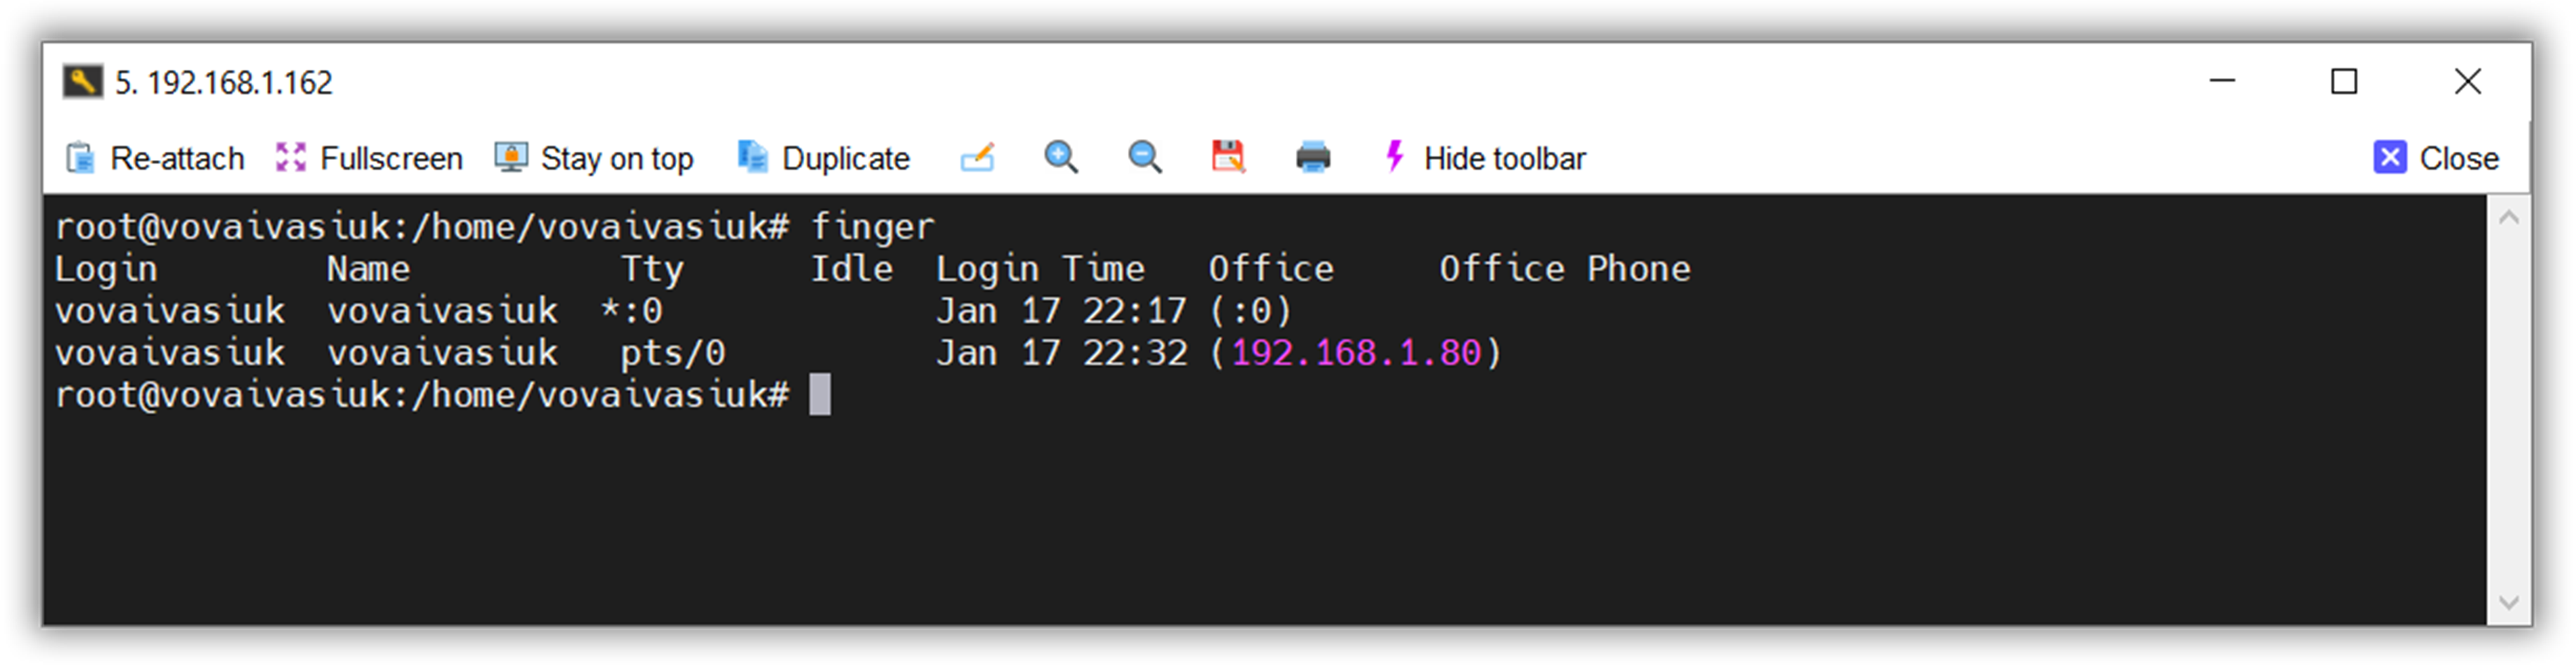 5. 192.168.1.162
Re-attach Fullscreen Stay on top Duplicate Hide toolbar Close
root@vovaivasiuk:/home/vovaivasiuk# finger
Login        Name          Tty      Idle  Login Time   Office     Office Phone
vovaivasiuk  vovaivasiuk  *:0             Jan 17 22:17 (:0)
vovaivasiuk  vovaivasiuk   pts/0          Jan 17 22:32 (192.168.1.80)
root@vovaivasiuk:/home/vovaivasiuk#